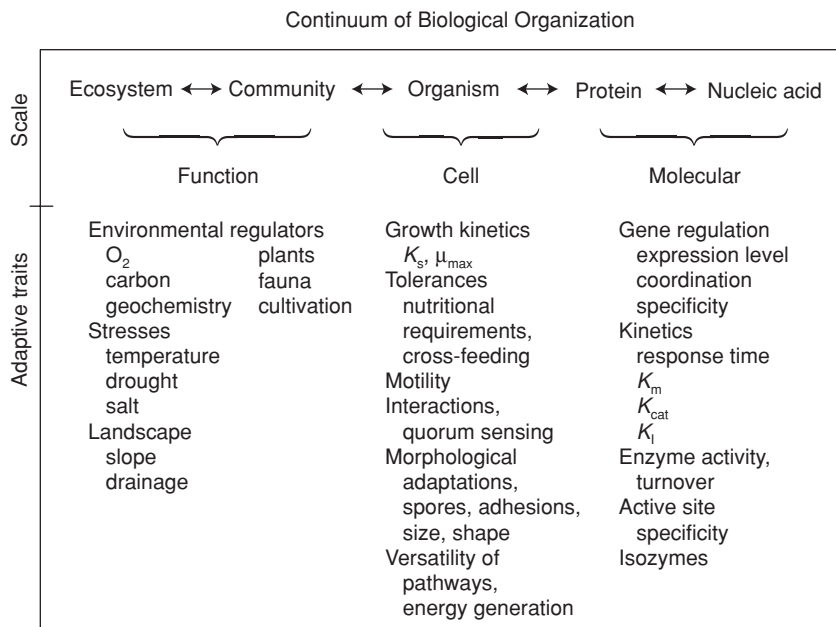 Continuum of Biological Organization
Scale
Ecosystem ↔ Community ↔ Organism ↔ Protein ↔ Nucleic acid
Function
Cell
Molecular
Adaptive traits
Environmental regulators
O₂
carbon
geochemistry
plants
fauna
cultivation
Stresses
temperature
drought
salt
Landscape
slope
drainage
Growth kinetics
Kₛ, μₘₐₓ
Tolerances
nutritional
requirements,
cross-feeding
Motility
Interactions,
quorum sensing
Morphological
adaptations,
spores, adhesions,
size, shape
Versatility of
pathways,
energy generation
Gene regulation
expression level
coordination
specificity
Kinetics
response time
Kₘ
K_cat
K_I
Enzyme activity,
turnover
Active site
specificity
Isozymes